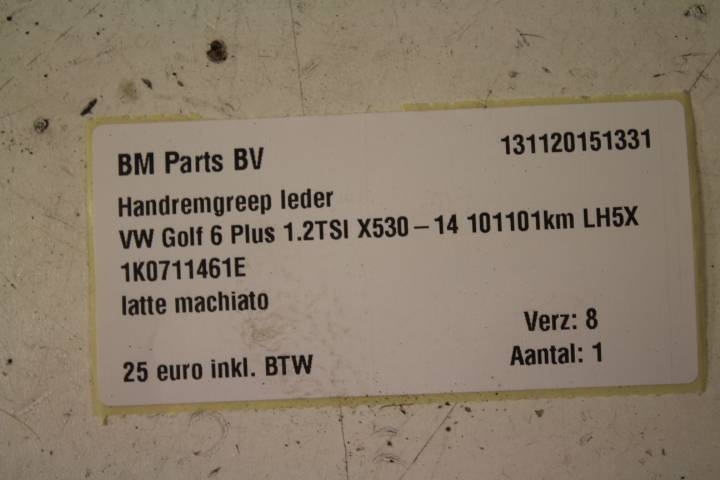 BM Parts BV 131120151331
Handremgreep leder
VW Golf 6 Plus 1.2TSI X530-14 101101km LH5X
1K0711461E
latte machiato
Verz: 8
25 euro inkl. BTW Aantal: 1